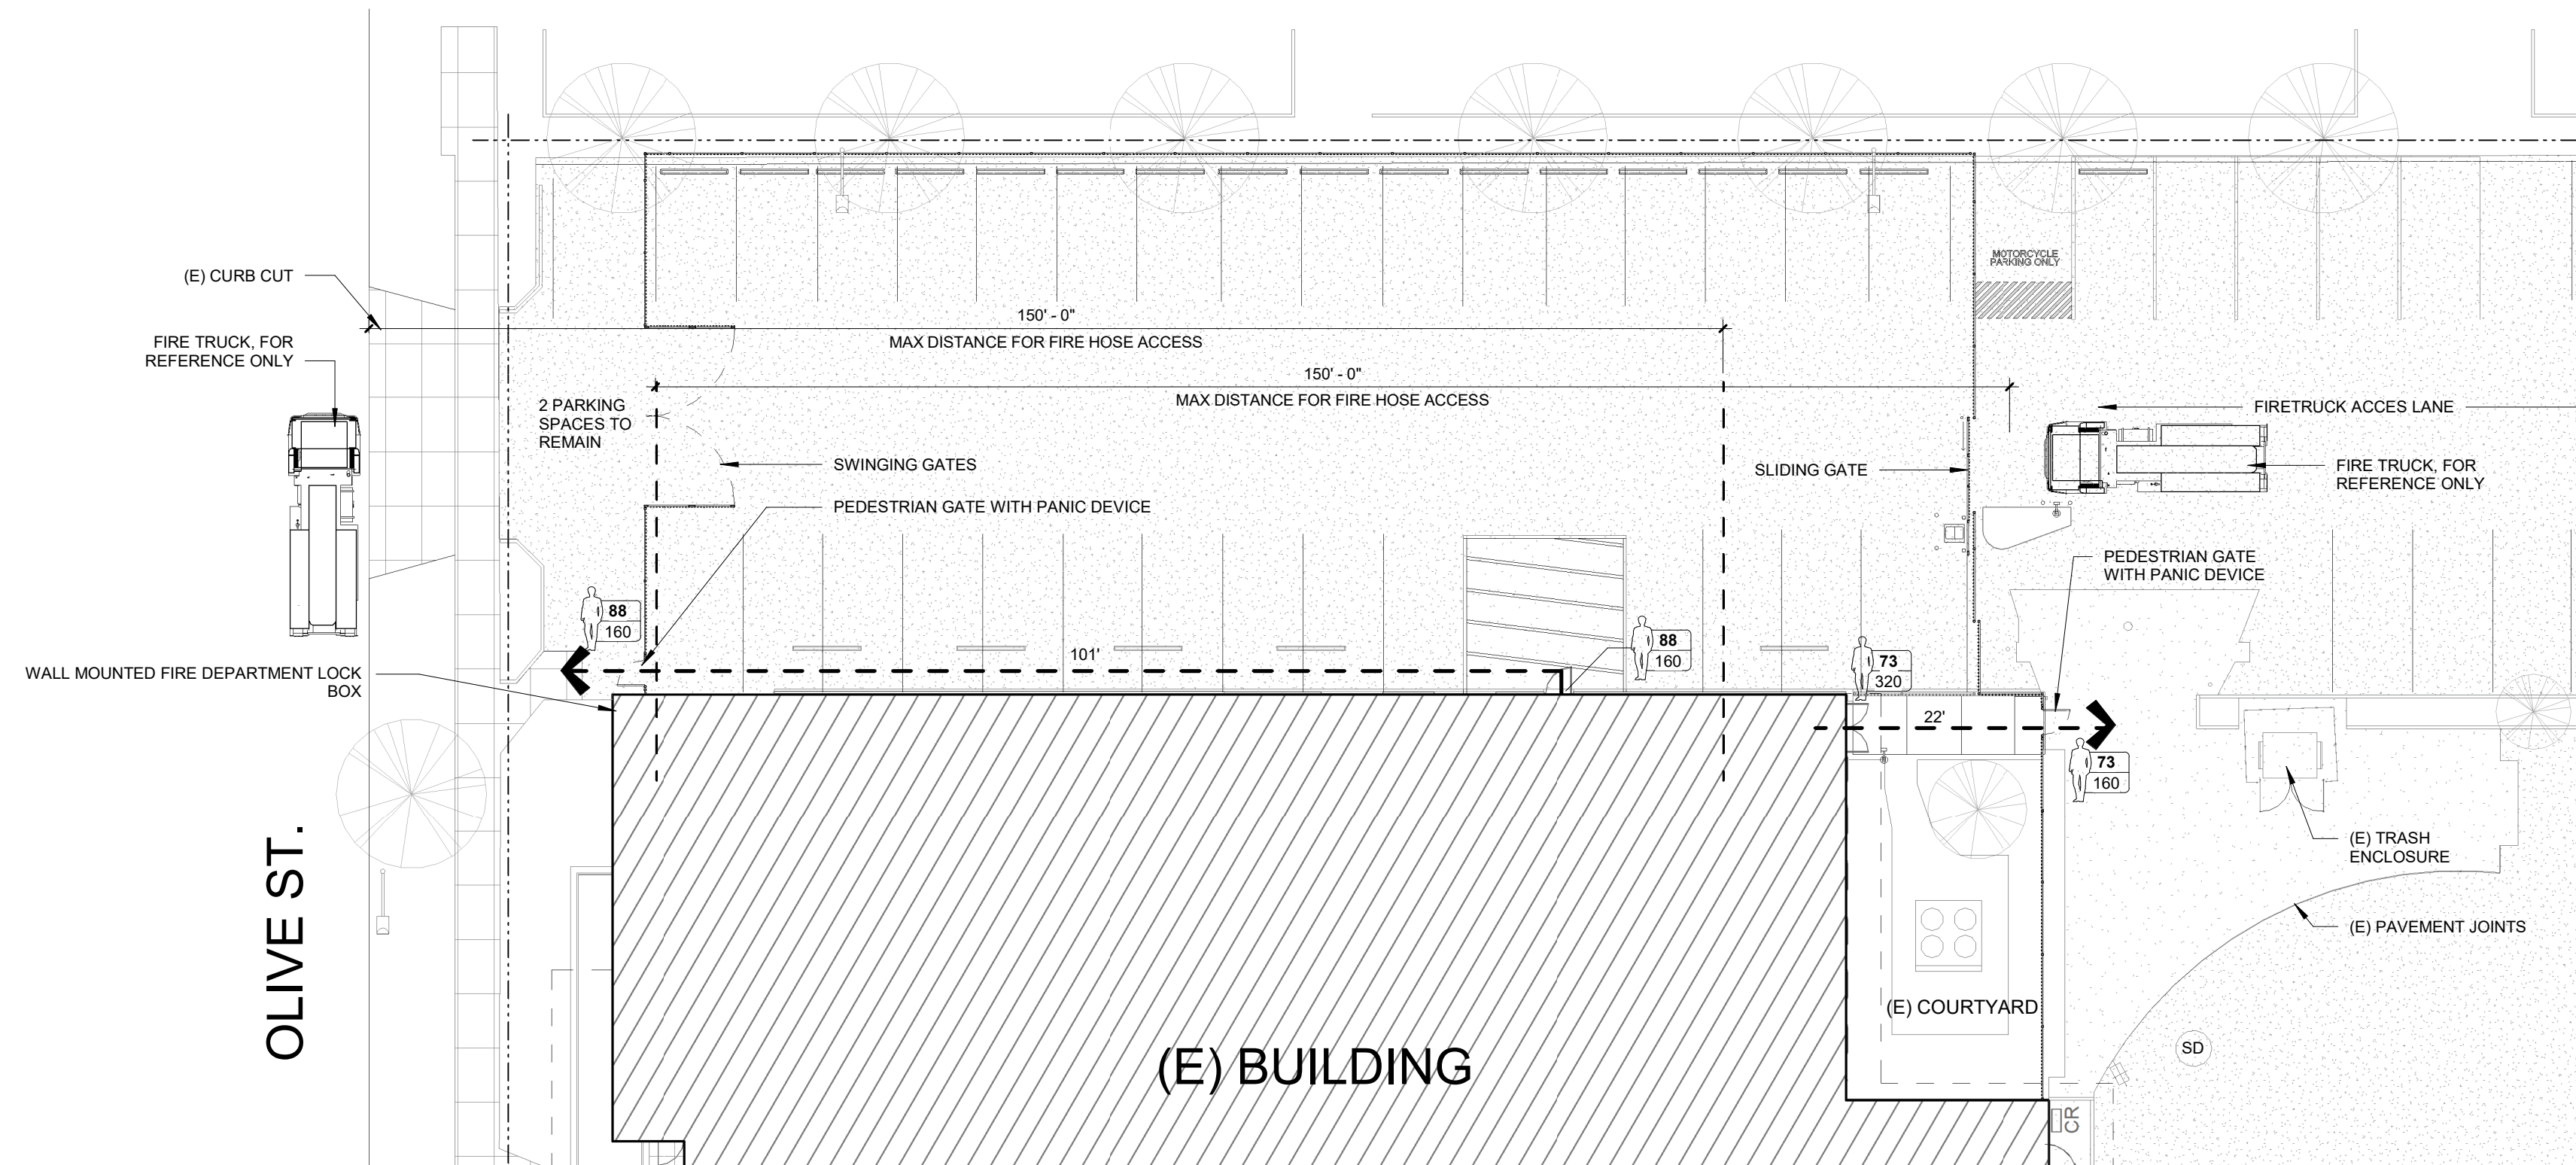 MOTORCYCLE
PARKING ONLY
(E) CURB CUT
150' - 0"
MAX DISTANCE FOR FIRE HOSE ACCESS
FIRE TRUCK, FOR
REFERENCE ONLY
150' - 0"
MAX DISTANCE FOR FIRE HOSE ACCESS
2 PARKING
SPACES TO
REMAIN
FIRETRUCK ACCES LANE
SWINGING GATES
SLIDING GATE
FIRE TRUCK, FOR
REFERENCE ONLY
PEDESTRIAN GATE WITH PANIC DEVICE
PEDESTRIAN GATE
WITH PANIC DEVICE
88
160
88
160
101'
73
320
WALL MOUNTED FIRE DEPARTMENT LOCK
BOX
22'
73
160
(E) TRASH
ENCLOSURE
OLIVE ST.
(E) PAVEMENT JOINTS
(E) COURTYARD
(E) BUILDING
SD
CR